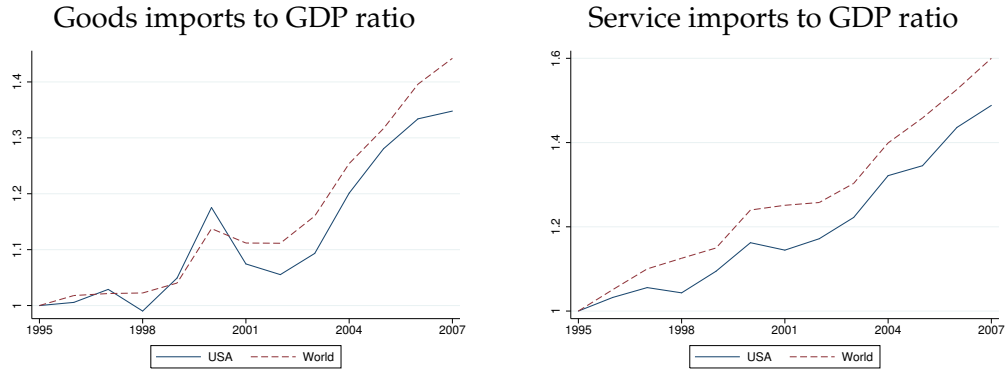 Goods imports to GDP ratio
1.4
1.3
1.2
1.1
1
1995 1998 2001 2004 2007
USA World
Service imports to GDP ratio
1.6
1.4
1.2
1
1995 1998 2001 2004 2007
USA World